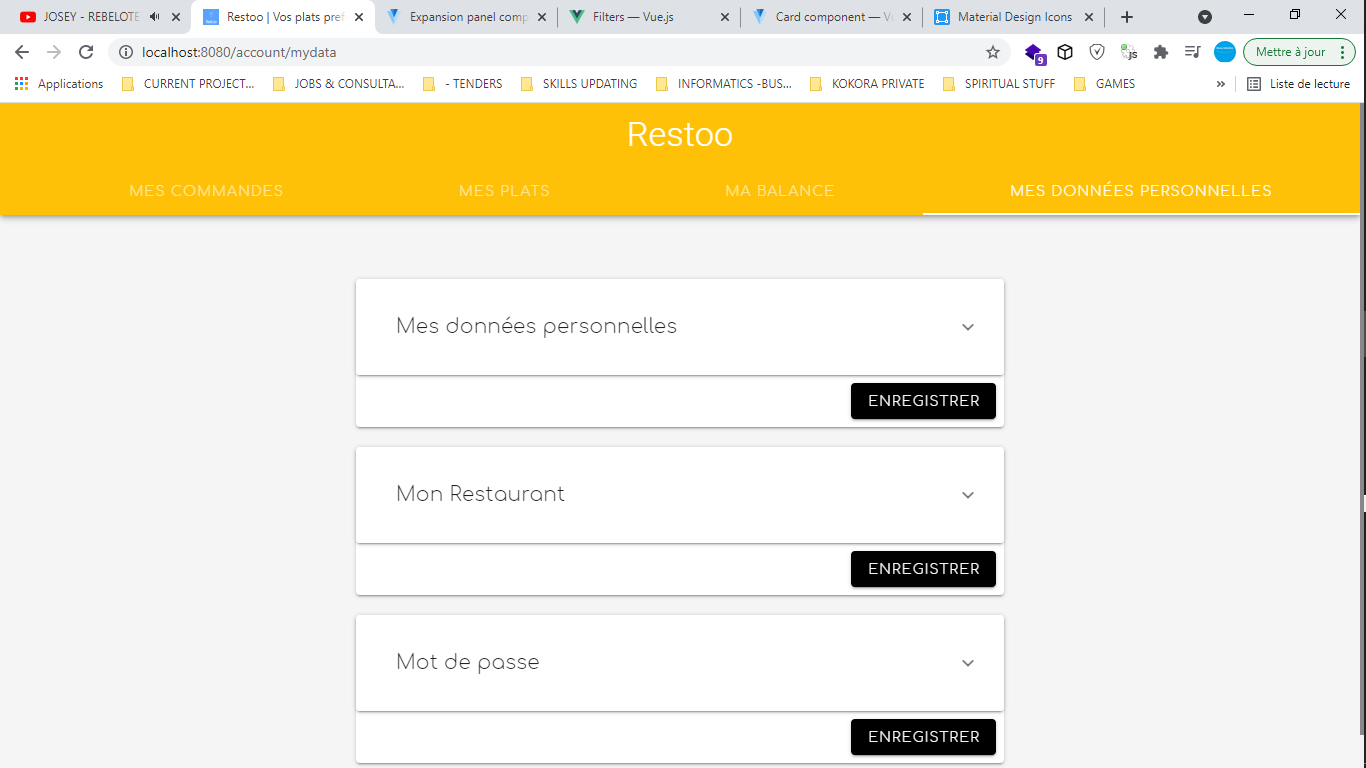 JOSEY - REBELOTE
Restoo | Vos plats pref
Expansion panel comp
Filters — Vue.js
Card component — Vu
Material Design Icons
localhost:8080/account/mydata
9
js
Mettre à jour
Applications
CURRENT PROJECT...
JOBS & CONSULTA...
- TENDERS
SKILLS UPDATING
INFORMATICS -BUS...
KOKORA PRIVATE
SPIRITUAL STUFF
GAMES
»
Liste de lecture
Restoo
MES COMMANDES
MES PLATS
MA BALANCE
MES DONNÉES PERSONNELLES
Mes données personnelles
ENREGISTRER
Mon Restaurant
ENREGISTRER
Mot de passe
ENREGISTRER